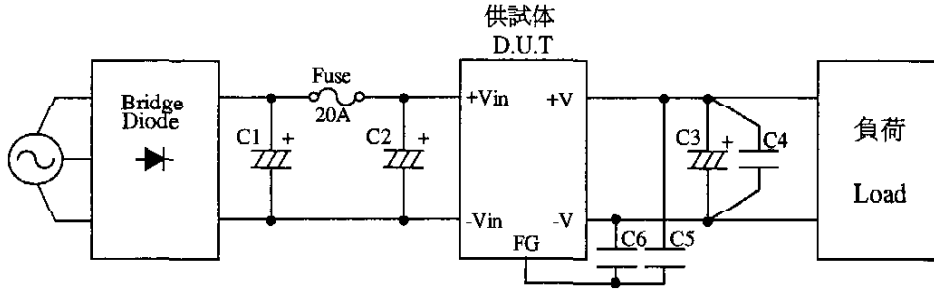 供試体
D.U.T
Bridge
Diode
Fuse
20A
C1 +
C2 +
+Vin
-Vin
+V
-V
FG
C3 +
C4
C6
C5
負荷
Load